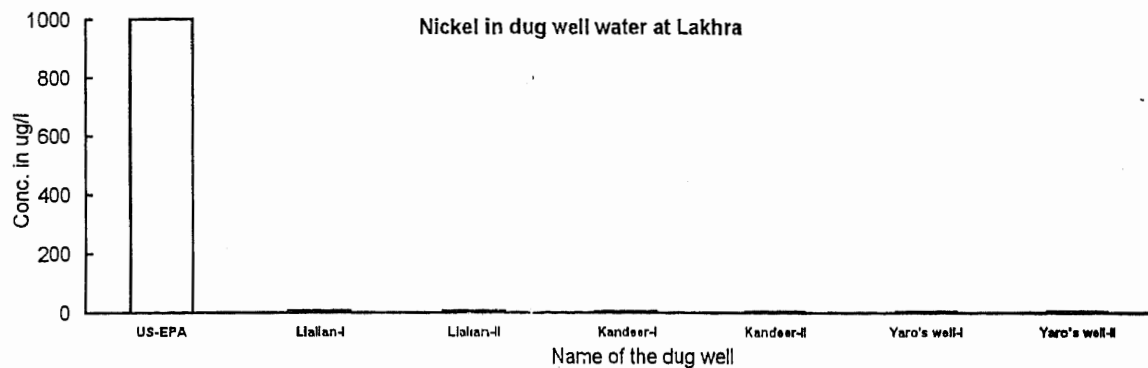 Nickel in dug well water at Lakhra
Conc. in ug/l
1000
800
600
400
200
0
US-EPA Kandeer-I Kandeer-II Yaro's well-I Yaro's well-II
Name of the dug well